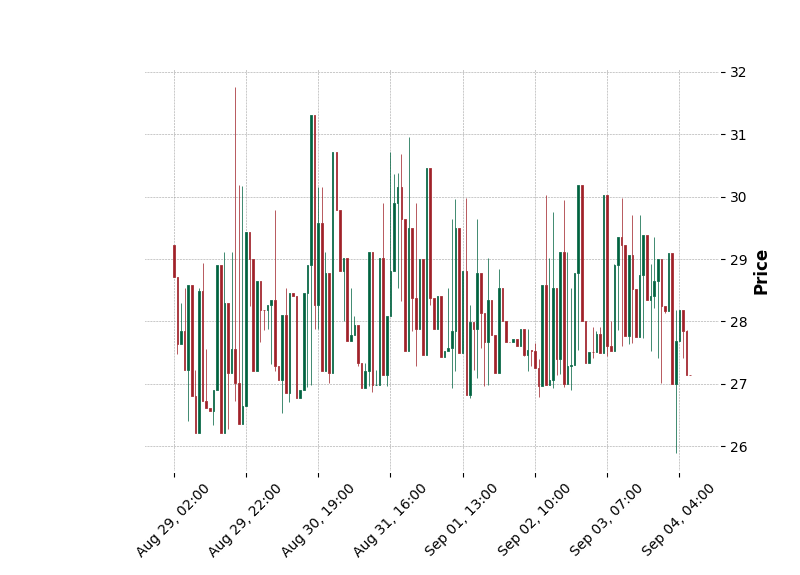 32
31
30
29
28
27
26
Price
Aug 29, 02:00
Aug 29, 22:00
Aug 30, 19:00
Aug 31, 16:00
Sep 01, 13:00
Sep 02, 10:00
Sep 03, 07:00
Sep 04, 04:00